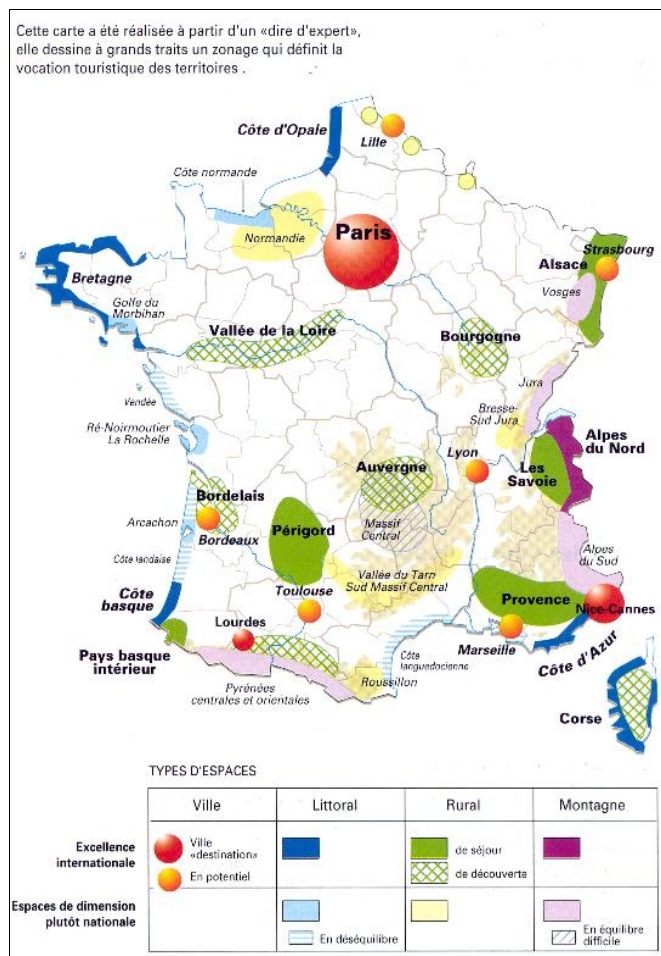 Cette carte a été réalisée à partir d'un «dire d'expert»,
elle dessine à grands traits un zonage qui définit la
vocation touristique des territoires .
Côte d'Opale
Lille
Côte normande
Normandie
Paris
Strasbourg
Alsace
Vosges
Bretagne
Golfe du
Morbihan
Vallée de la Loire
Bourgogne
Vendée
Jura
Bresse-
Sud Jura
Ré-Noirmoutier
La Rochelle
Lyon
Alpes
du Nord
Auvergne
Les
Savoie
Bordelais
Bordeaux
Arcachon
Périgord
Massif
Central
Côte landaise
Alpes
du Sud
Vallée du Tarn
Sud Massif Central
Côte
basque
Toulouse
Provence
Nice-Cannes
Lourdes
Marseille
Côte d'Azur
Pays basque
intérieur
Côte
languedocienne
Roussillon
Pyrénées
centrales et orientales
Corse
TYPES D'ESPACES
Ville
Littoral
Rural
Montagne
Excellence
internationale
Ville
«destination»
En potentiel
de séjour
de découverte
Espaces de dimension
plutôt nationale
En déséquilibre
En équilibre
difficile